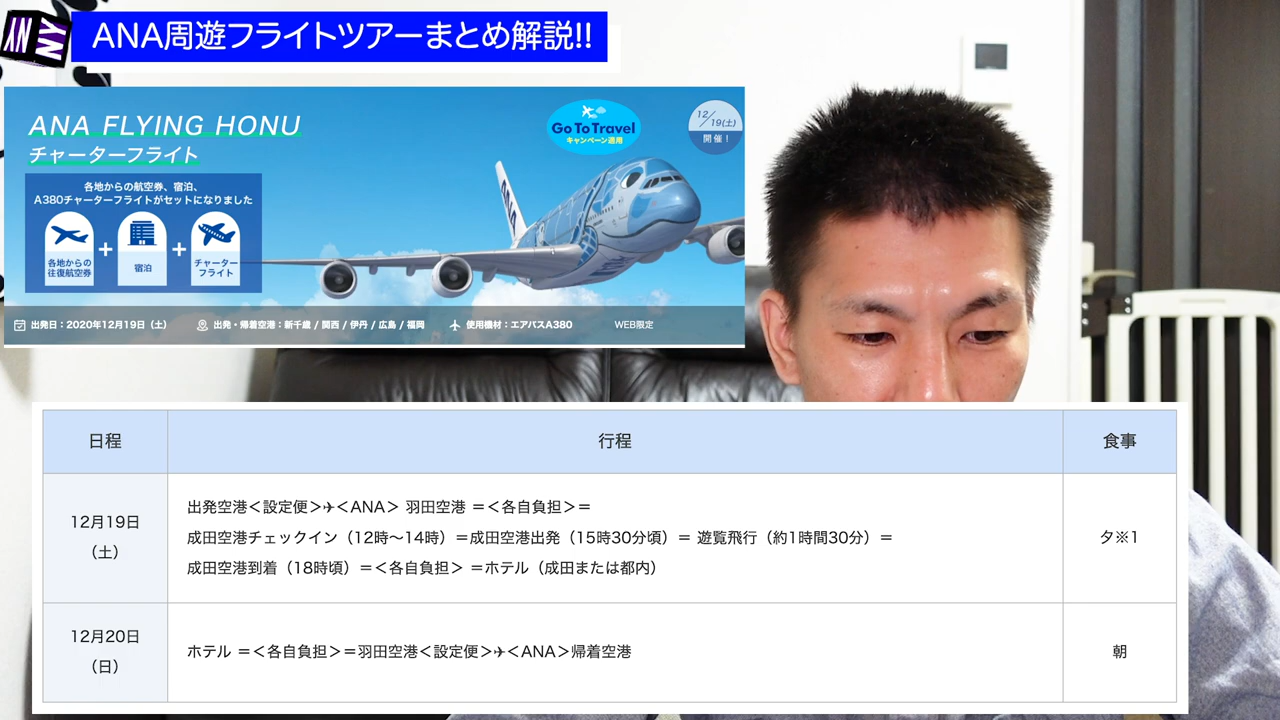 NY
NY
ANA周遊フライトツアーまとめ解説!!
ANA FLYING HONU
チャーターフライト
Go To Travel
キャンペーン適用
12/19(土)
開催！
各地からの航空券、宿泊、
A380チャーターフライトがセットになりました
各地からの
往復航空券
+
宿泊
+
チャーター
フライト
ANA
出発日：2020年12月19日（土）
出発・帰着空港：新千歳 / 関西 / 伊丹 / 広島 / 福岡
使用機材：エアバスA380
WEB限定
日程
行程
食事
12月19日
（土）
出発空港＜設定便＞✈＜ANA＞ 羽田空港 ＝＜各自負担＞＝
成田空港チェックイン（12時〜14時）＝成田空港出発（15時30分頃）＝ 遊覧飛行（約1時間30分）＝
成田空港到着（18時頃）＝＜各自負担＞ ＝ホテル（成田または都内）
夕※1
12月20日
（日）
ホテル ＝＜各自負担＞＝羽田空港＜設定便＞✈＜ANA＞帰着空港
朝